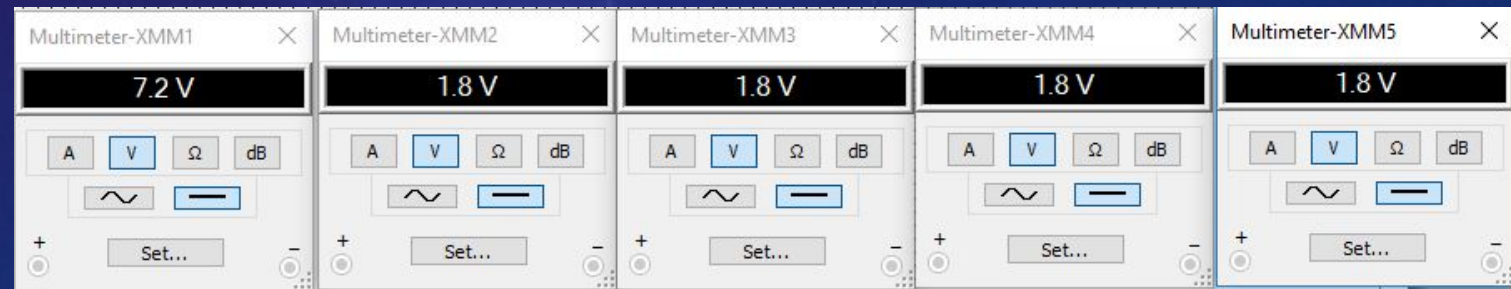 Multimeter-XMM1 ×
7.2 V
A V Ω dB
+ Set... −
Multimeter-XMM2 ×
1.8 V
A V Ω dB
+ Set... −
Multimeter-XMM3 ×
1.8 V
A V Ω dB
+ Set... −
Multimeter-XMM4 ×
1.8 V
A V Ω dB
+ Set... −
Multimeter-XMM5 ×
1.8 V
A V Ω dB
+ Set... −